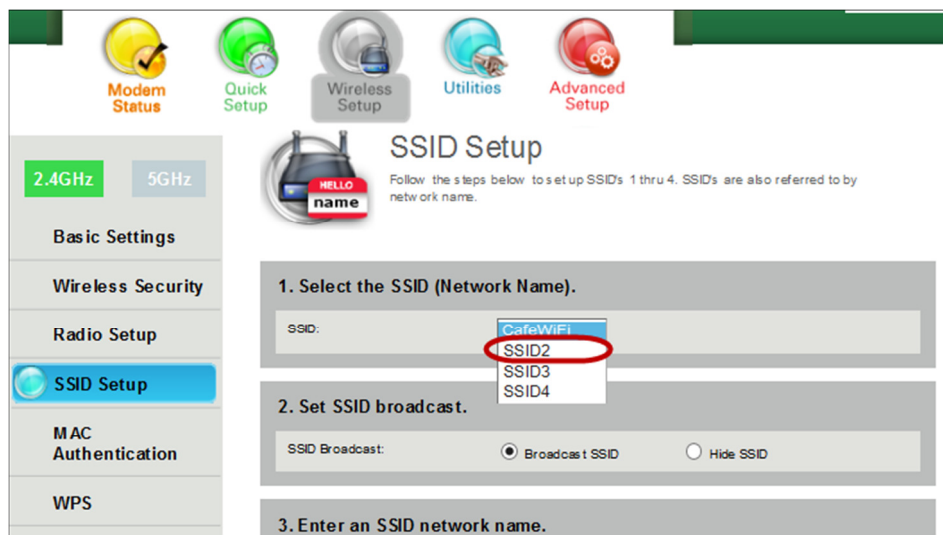 Modem
Status
Quick
Setup
Wireless
Setup
Utilities
Advanced
Setup
2.4GHz
5GHz
Basic Settings
Wireless Security
Radio Setup
SSID Setup
MAC
Authentication
WPS
HELLO
name
SSID Setup
Follow the steps below to set up SSID's 1 thru 4. SSID's are also referred to by
network name.
1. Select the SSID (Network Name).
SSID:
CafeWiFi
SSID2
SSID3
SSID4
2. Set SSID broadcast.
SSID Broadcast:
Broadcast SSID
Hide SSID
3. Enter an SSID network name.